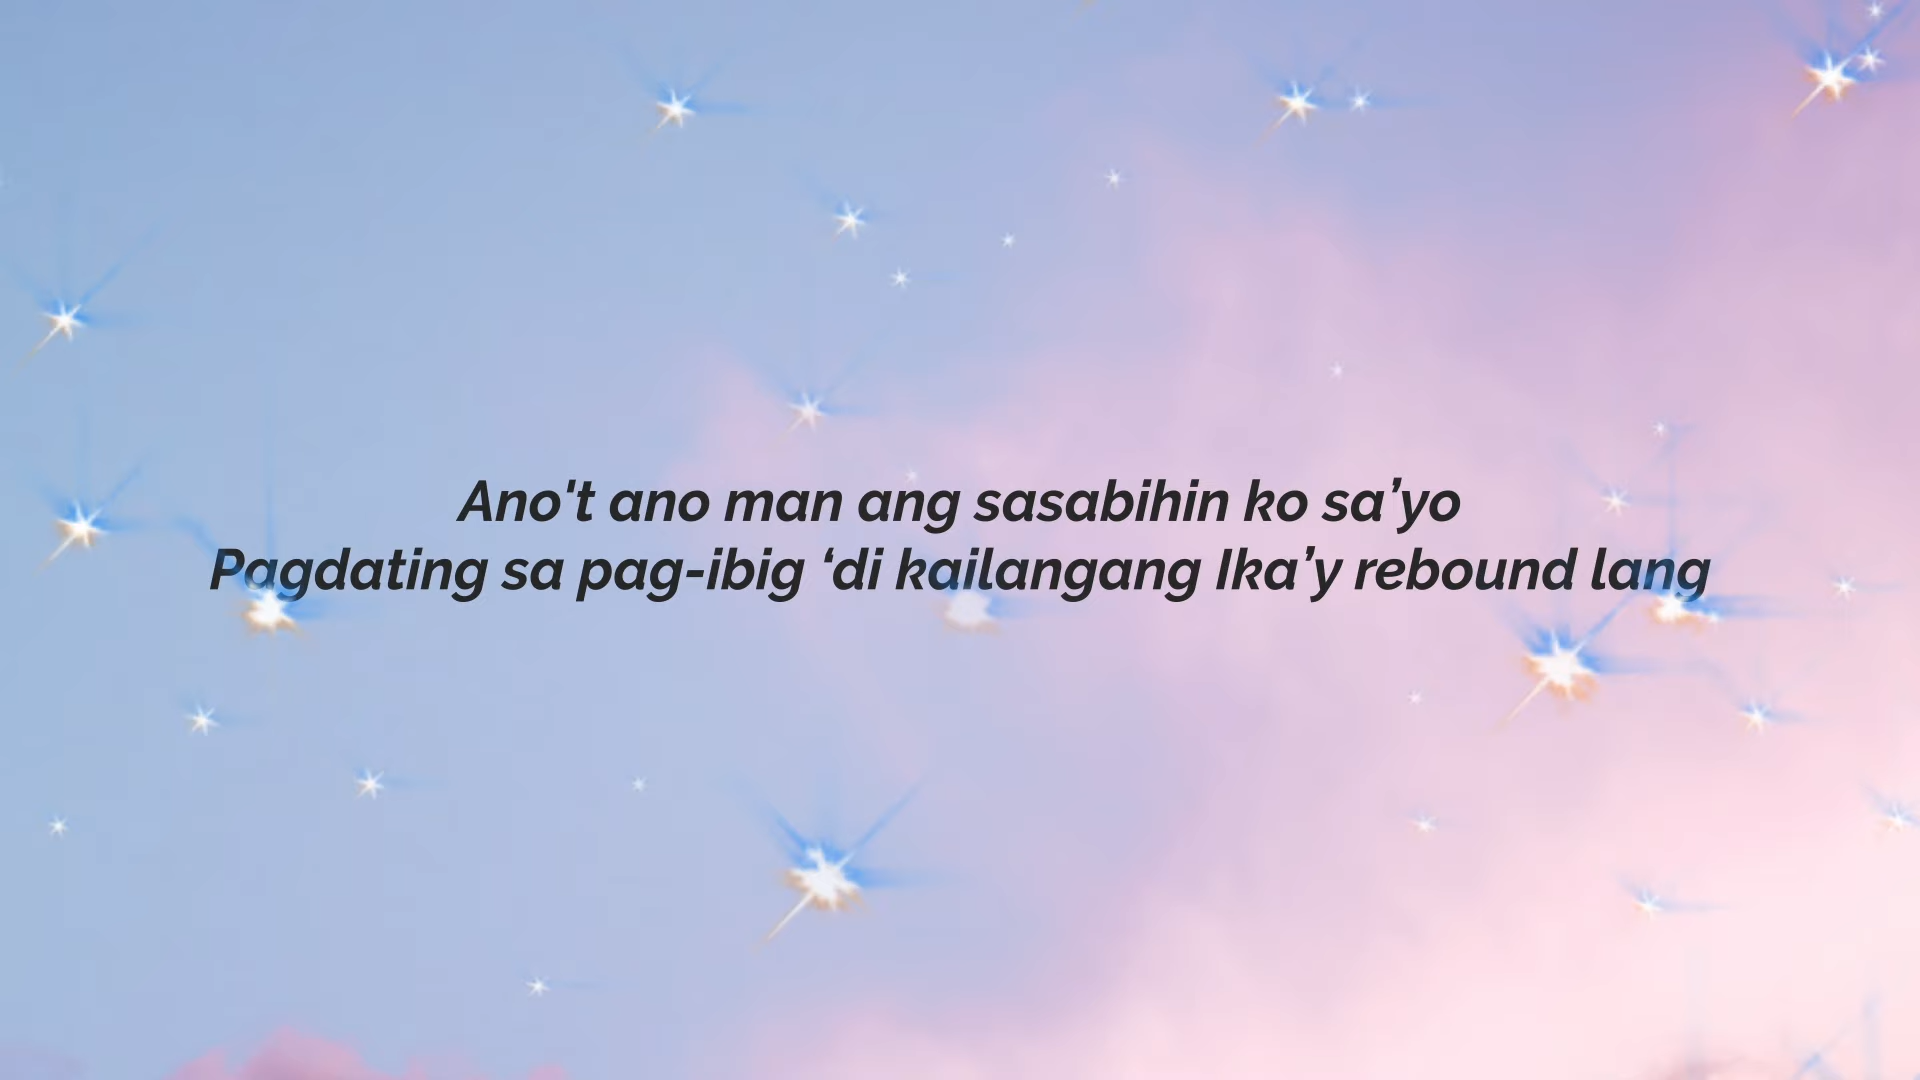 Ano't ano man ang sasabihin ko sa’yo
Pagdating sa pag-ibig ‘di kailangang Ika’y rebound lang